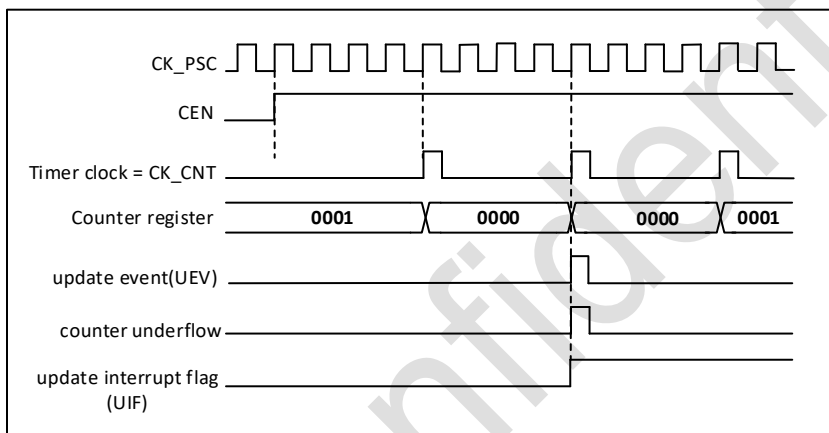 CK_PSC
CEN
Timer clock = CK_CNT
Counter register 0001 0000 0000 0001
update event(UEV)
counter underflow
update interrupt flag
(UIF)